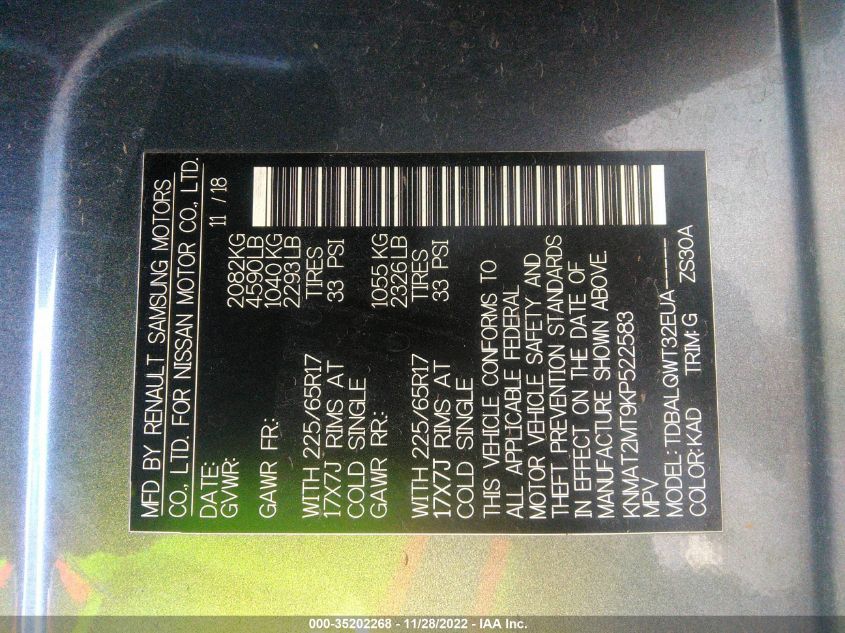 MFD BY RENAULT SAMSUNG MOTORS
CO., LTD. FOR NISSAN MOTOR CO., LTD.
DATE: 11 / 18
GVWR: 2082KG
4590LB
GAWR FR: 1040KG
2293LB
WITH 225/65R17 TIRES
17X7J RIMS AT 33 PSI
COLD SINGLE
GAWR RR: 1055KG
2326LB
WITH 225/65R17 TIRES
17X7J RIMS AT 33 PSI
COLD SINGLE
THIS VEHICLE CONFORMS TO
ALL APPLICABLE FEDERAL
MOTOR VEHICLE SAFETY AND
THEFT PREVENTION STANDARDS
IN EFFECT ON THE DATE OF
MANUFACTURE SHOWN ABOVE.
KNMAT2MT9KP522583
MPV
MODEL: TDBALQWT32EUA_____
COLOR:KAD TRIM:G ZS30A
000-35202268 - 11/28/2022 - IAA Inc.